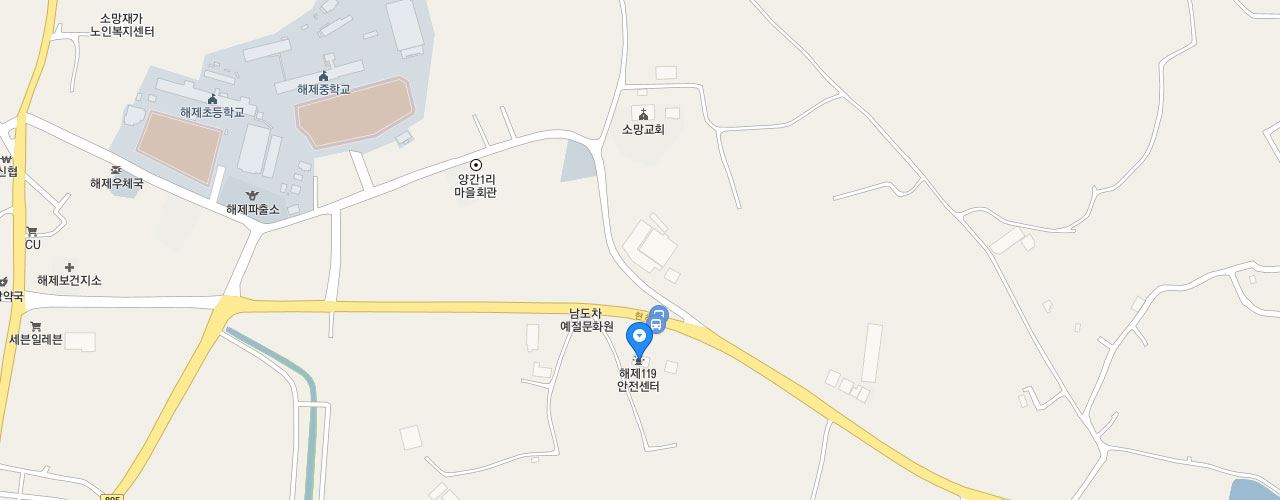 소망재가
노인복지센터
해제중학교
해제초등학교
소망교회
신협
해제우체국
양간1리
마을회관
해제파출소
CU
해제보건지소
약국
남도차
예절문화원
현
세븐일레븐
해제119
안전센터
805